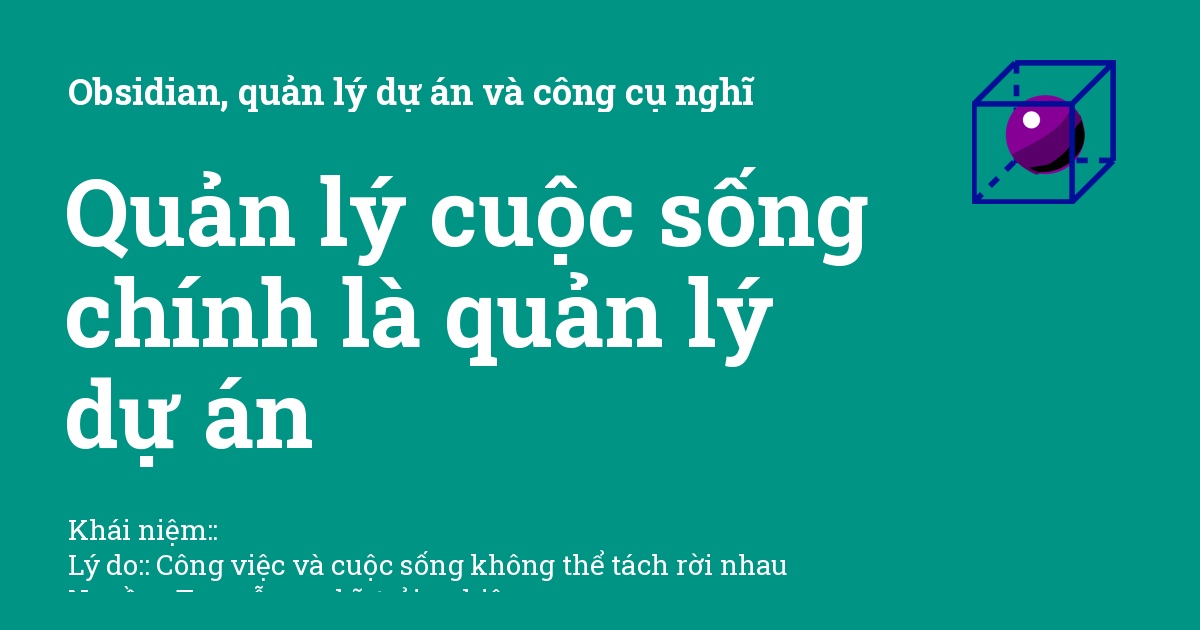 Obsidian, quản lý dự án và công cụ nghĩ
Quản lý cuộc sống
chính là quản lý
dự án
Khái niệm::
Lý do:: Công việc và cuộc sống không thể tách rời nhau